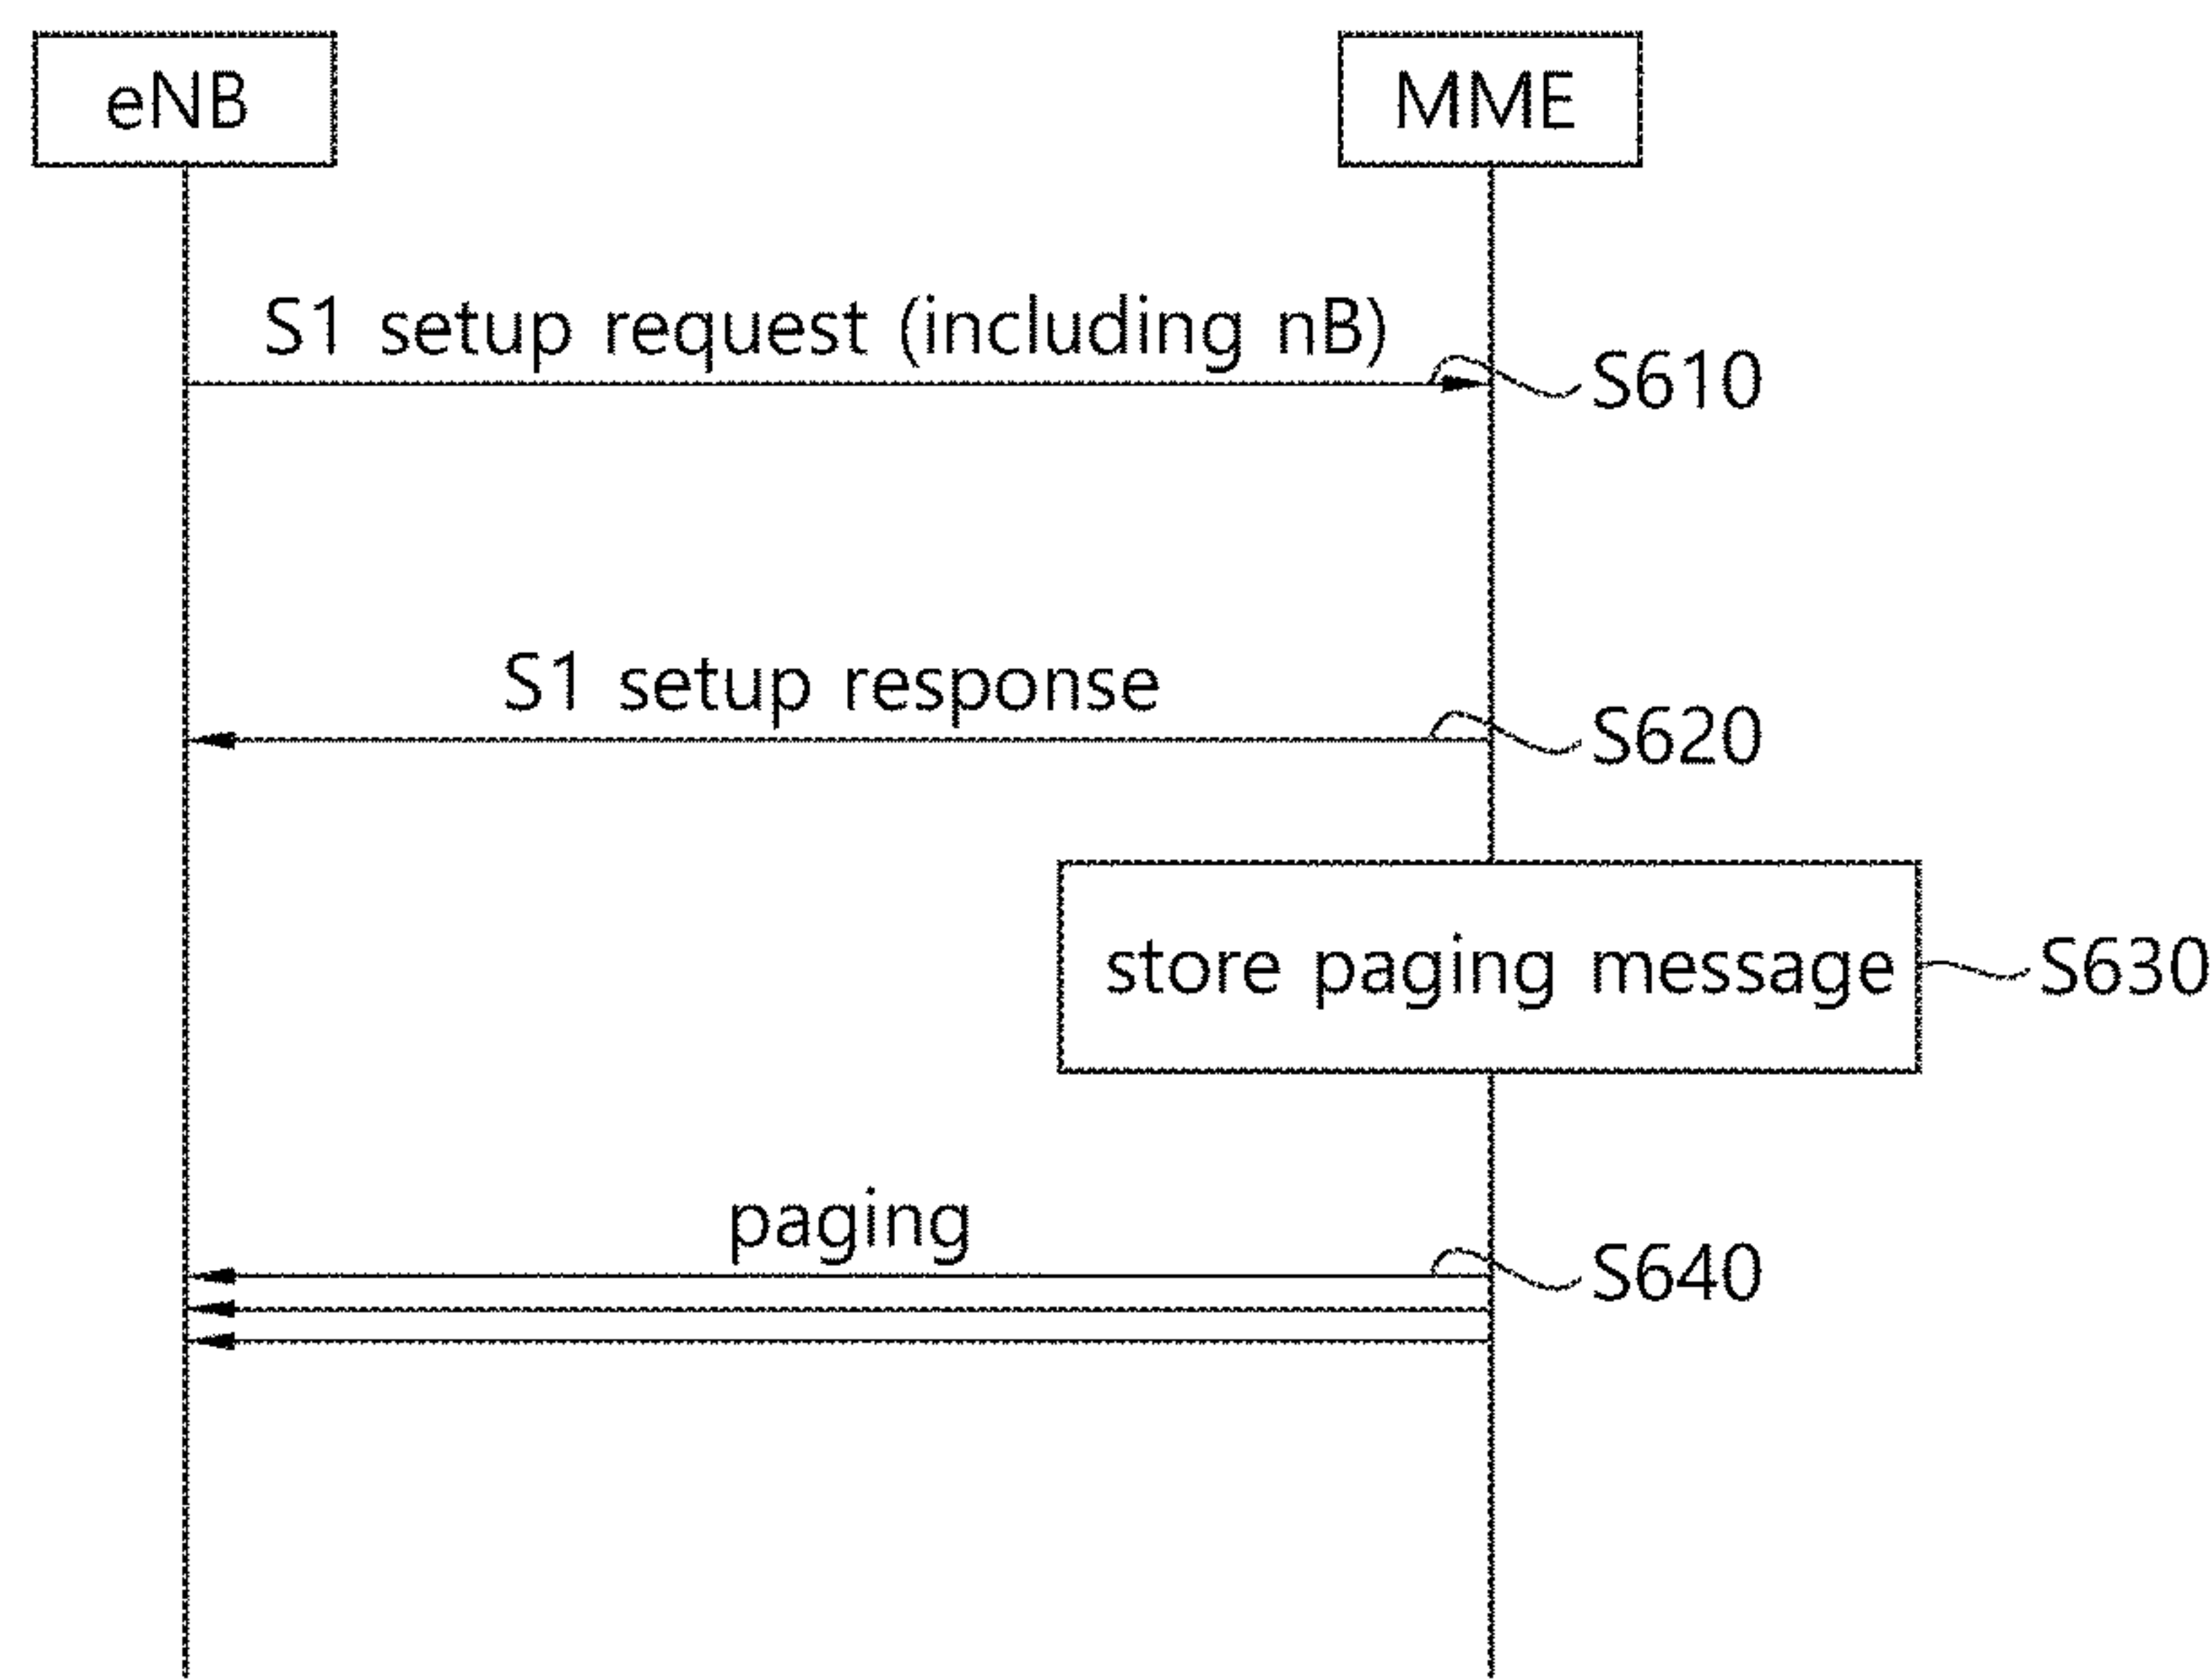 eNB
MME
S1 setup request (including nB)
S610
S1 setup response
S620
store paging message
S630
paging
S640